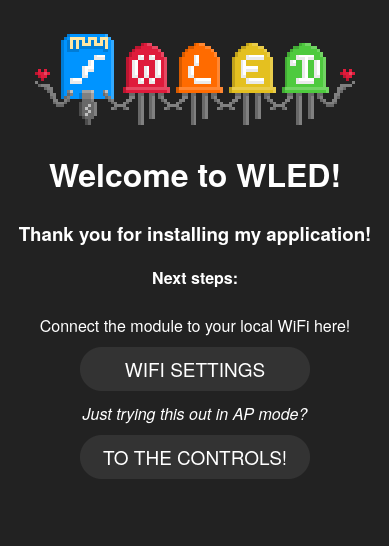 WLED
Welcome to WLED!
Thank you for installing my application!
Next steps:
Connect the module to your local WiFi here!
WIFI SETTINGS
Just trying this out in AP mode?
TO THE CONTROLS!